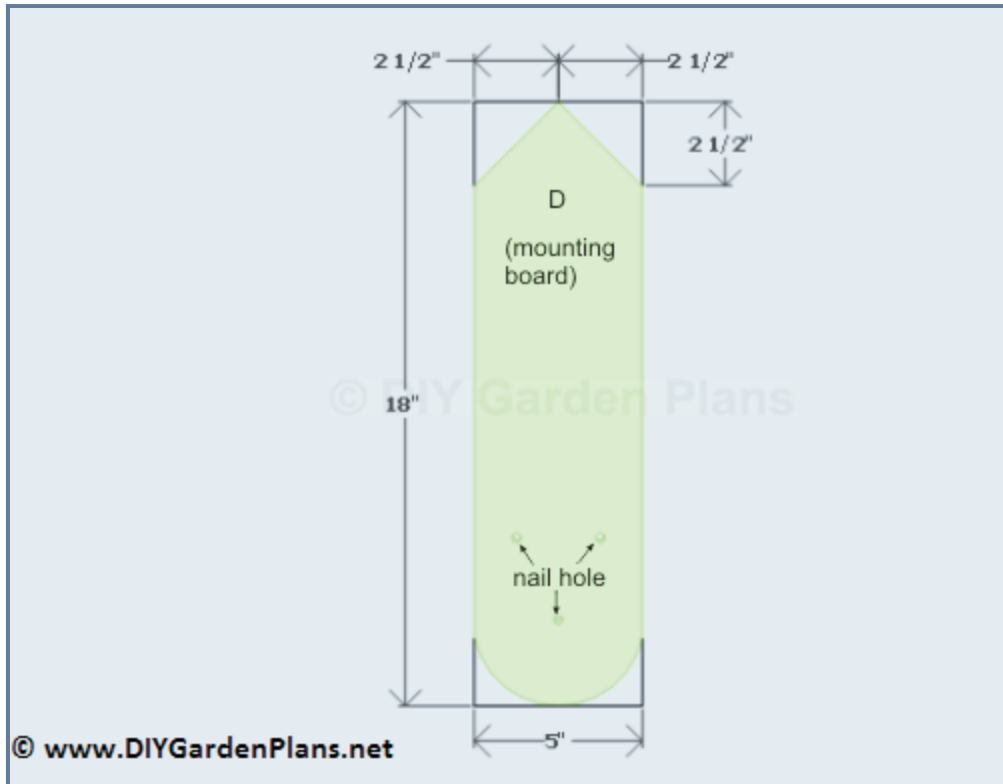 2 1/2" 2 1/2"
2 1/2"
D
(mounting
board)
© DIY Garden Plans
18"
nail hole
5"
© www.DIYGardenPlans.net